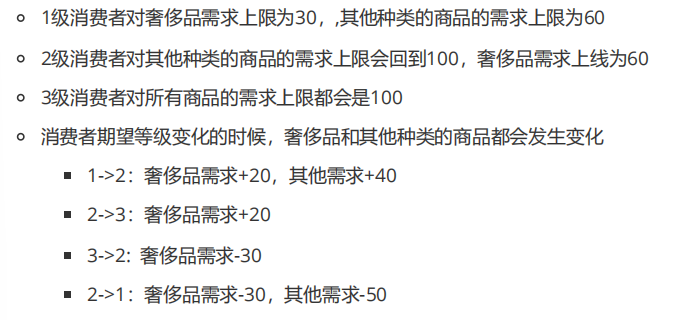 1级消费者对奢侈品需求上限为30，,其他种类的商品的需求上限为60
2级消费者对其他种类的商品的需求上限会回到100，奢侈品需求上线为60
3级消费者对所有商品的需求上限都会是100
消费者期望等级变化的时候，奢侈品和其他种类的商品都会发生变化
1->2：奢侈品需求+20，其他需求+40
2->3：奢侈品需求+20
3->2: 奢侈品需求-30
2->1：奢侈品需求-30，其他需求-50